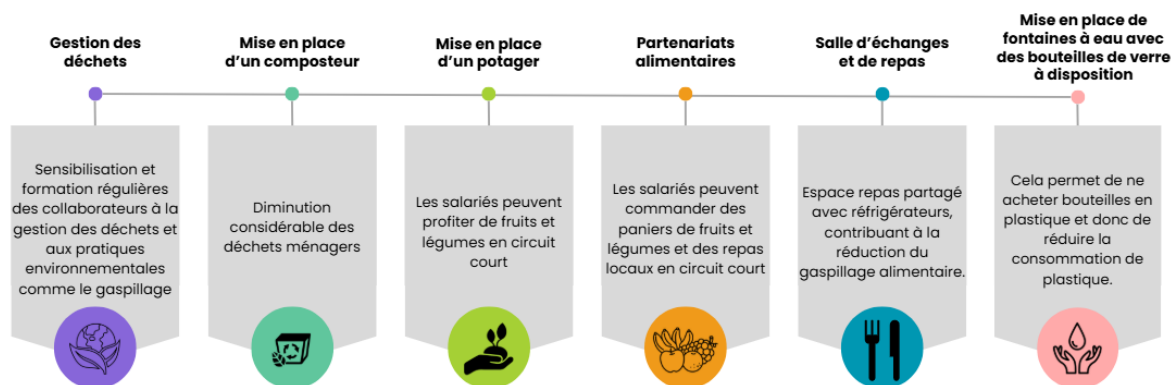 Gestion des
déchets
Sensibilisation et
formation régulières
des collaborateurs à la
gestion des déchets et
aux pratiques
environnementales
comme le gaspillage
Mise en place
d'un composteur
Diminution
considérable des
déchets ménagers
Mise en place
d'un potager
Les salariés peuvent
profiter de fruits et
légumes en circuit
court
Partenariats
alimentaires
Les salariés peuvent
commander des
paniers de fruits et
légumes et des repas
locaux en circuit court
Salle d'échanges
et de repas
Espace repas partagé
avec réfrigérateurs,
contribuant à la
réduction du
gaspillage alimentaire.
Mise en place de
fontaines à eau avec
des bouteilles de verre
à disposition
Cela permet de ne
acheter bouteilles en
plastique et donc de
réduire la
consommation de
plastique.